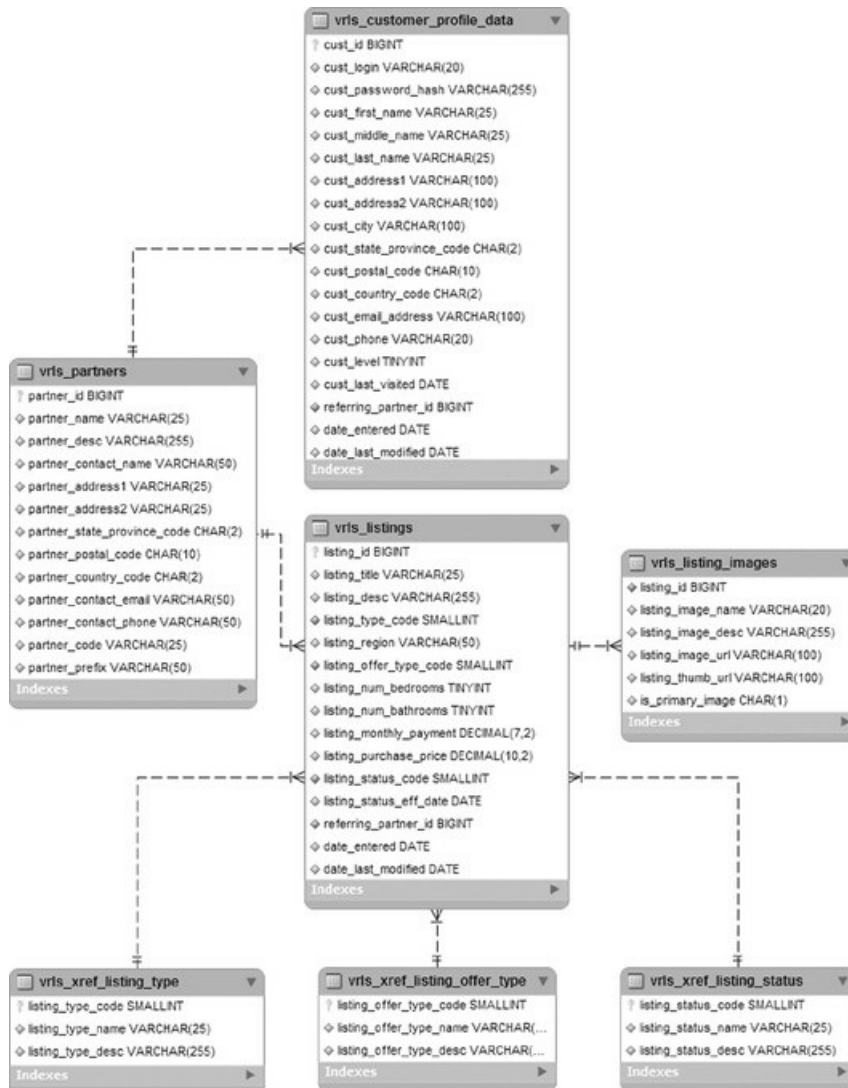 vrls_customer_profile_data
cust_id BIGINT
cust_login VARCHAR(20)
cust_password_hash VARCHAR(255)
cust_first_name VARCHAR(25)
cust_middle_name VARCHAR(25)
cust_last_name VARCHAR(25)
cust_address1 VARCHAR(100)
cust_address2 VARCHAR(100)
cust_city VARCHAR(100)
cust_state_province_code CHAR(2)
cust_postal_code CHAR(10)
cust_country_code CHAR(2)
cust_email_address VARCHAR(100)
cust_phone VARCHAR(20)
cust_level TINYINT
cust_last_visited DATE
referring_partner_id BIGINT
date_entered DATE
date_last_modified DATE
Indexes
vrls_partners
partner_id BIGINT
partner_name VARCHAR(25)
partner_desc VARCHAR(255)
partner_contact_name VARCHAR(50)
partner_address1 VARCHAR(25)
partner_address2 VARCHAR(25)
partner_state_province_code CHAR(2)
partner_postal_code CHAR(10)
partner_country_code CHAR(2)
partner_contact_email VARCHAR(50)
partner_contact_phone VARCHAR(50)
partner_code VARCHAR(25)
partner_prefix VARCHAR(50)
Indexes
vrls_listings
listing_id BIGINT
listing_title VARCHAR(25)
listing_desc VARCHAR(255)
listing_type_code SMALLINT
listing_region VARCHAR(50)
listing_offer_type_code SMALLINT
listing_num_bedrooms TINYINT
listing_num_bathrooms TINYINT
listing_monthly_payment DECIMAL(7,2)
listing_purchase_price DECIMAL(10,2)
listing_status_code SMALLINT
listing_status_eff_date DATE
referring_partner_id BIGINT
date_entered DATE
date_last_modified DATE
Indexes
vrls_listing_images
listing_id BIGINT
listing_image_name VARCHAR(20)
listing_image_desc VARCHAR(255)
listing_image_url VARCHAR(100)
listing_thumb_url VARCHAR(100)
is_primary_image CHAR(1)
Indexes
vrls_xref_listing_type
listing_type_code SMALLINT
listing_type_name VARCHAR(25)
listing_type_desc VARCHAR(255)
Indexes
vrls_xref_listing_offer_type
listing_offer_type_code SMALLINT
listing_offer_type_name VARCHAR(...
listing_offer_type_desc VARCHAR(...
Indexes
vrls_xref_listing_status
listing_status_code SMALLINT
listing_status_name VARCHAR(25)
listing_status_desc VARCHAR(255)
Indexes